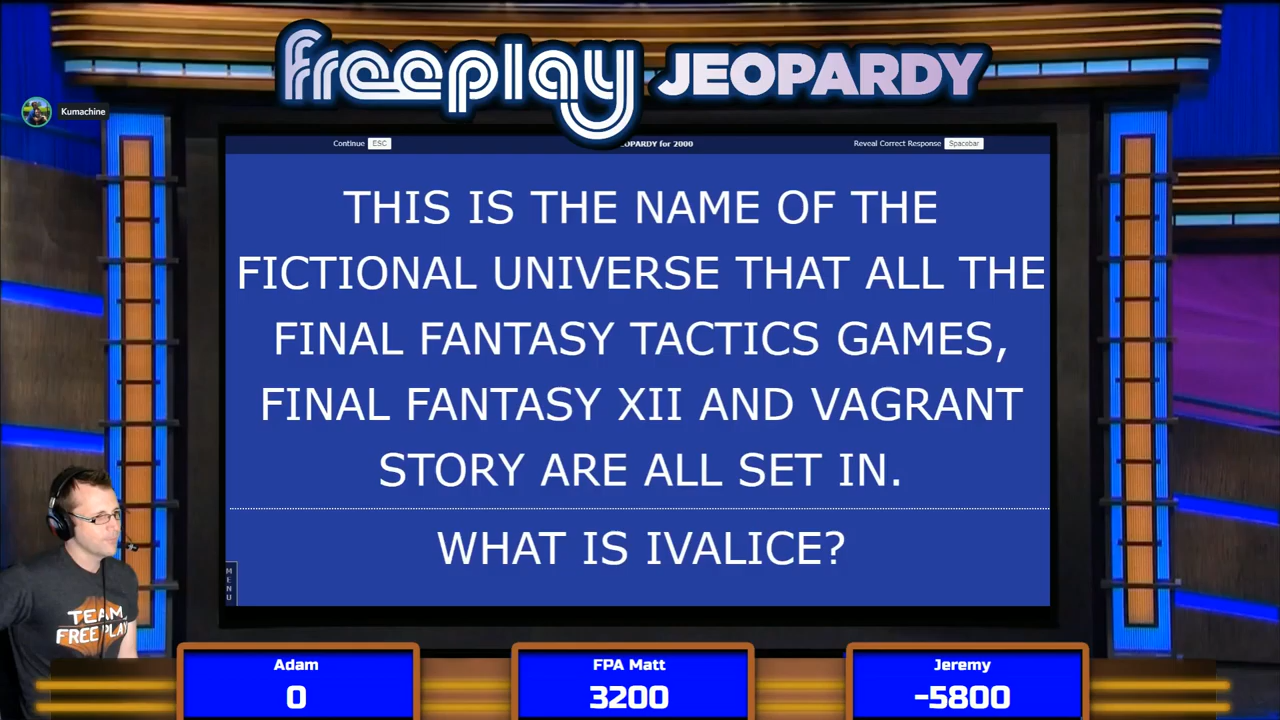 freeplay JEOPARDY
Kumachine
Continue ESC
OPARDY for 2000
Reveal Correct Response Spacebar
THIS IS THE NAME OF THE
FICTIONAL UNIVERSE THAT ALL THE
FINAL FANTASY TACTICS GAMES,
FINAL FANTASY XII AND VAGRANT
STORY ARE ALL SET IN.
WHAT IS IVALICE?
MENU
TEAM
FREEPLAY
Adam
0
FPA Matt
3200
Jeremy
-5800